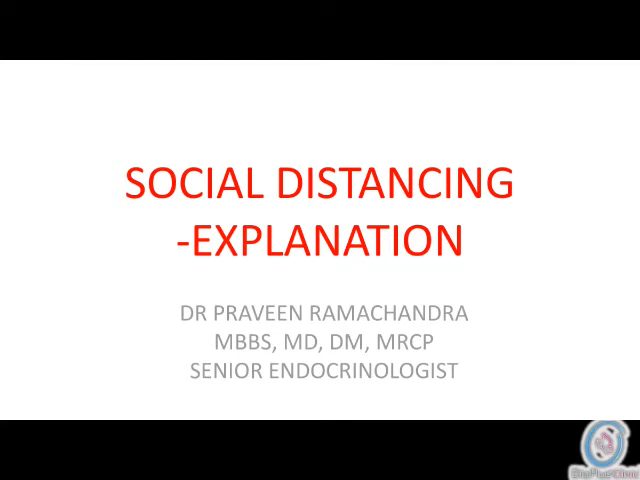 SOCIAL DISTANCING
-EXPLANATION
DR PRAVEEN RAMACHANDRA
MBBS, MD, DM, MRCP
SENIOR ENDOCRINOLOGIST